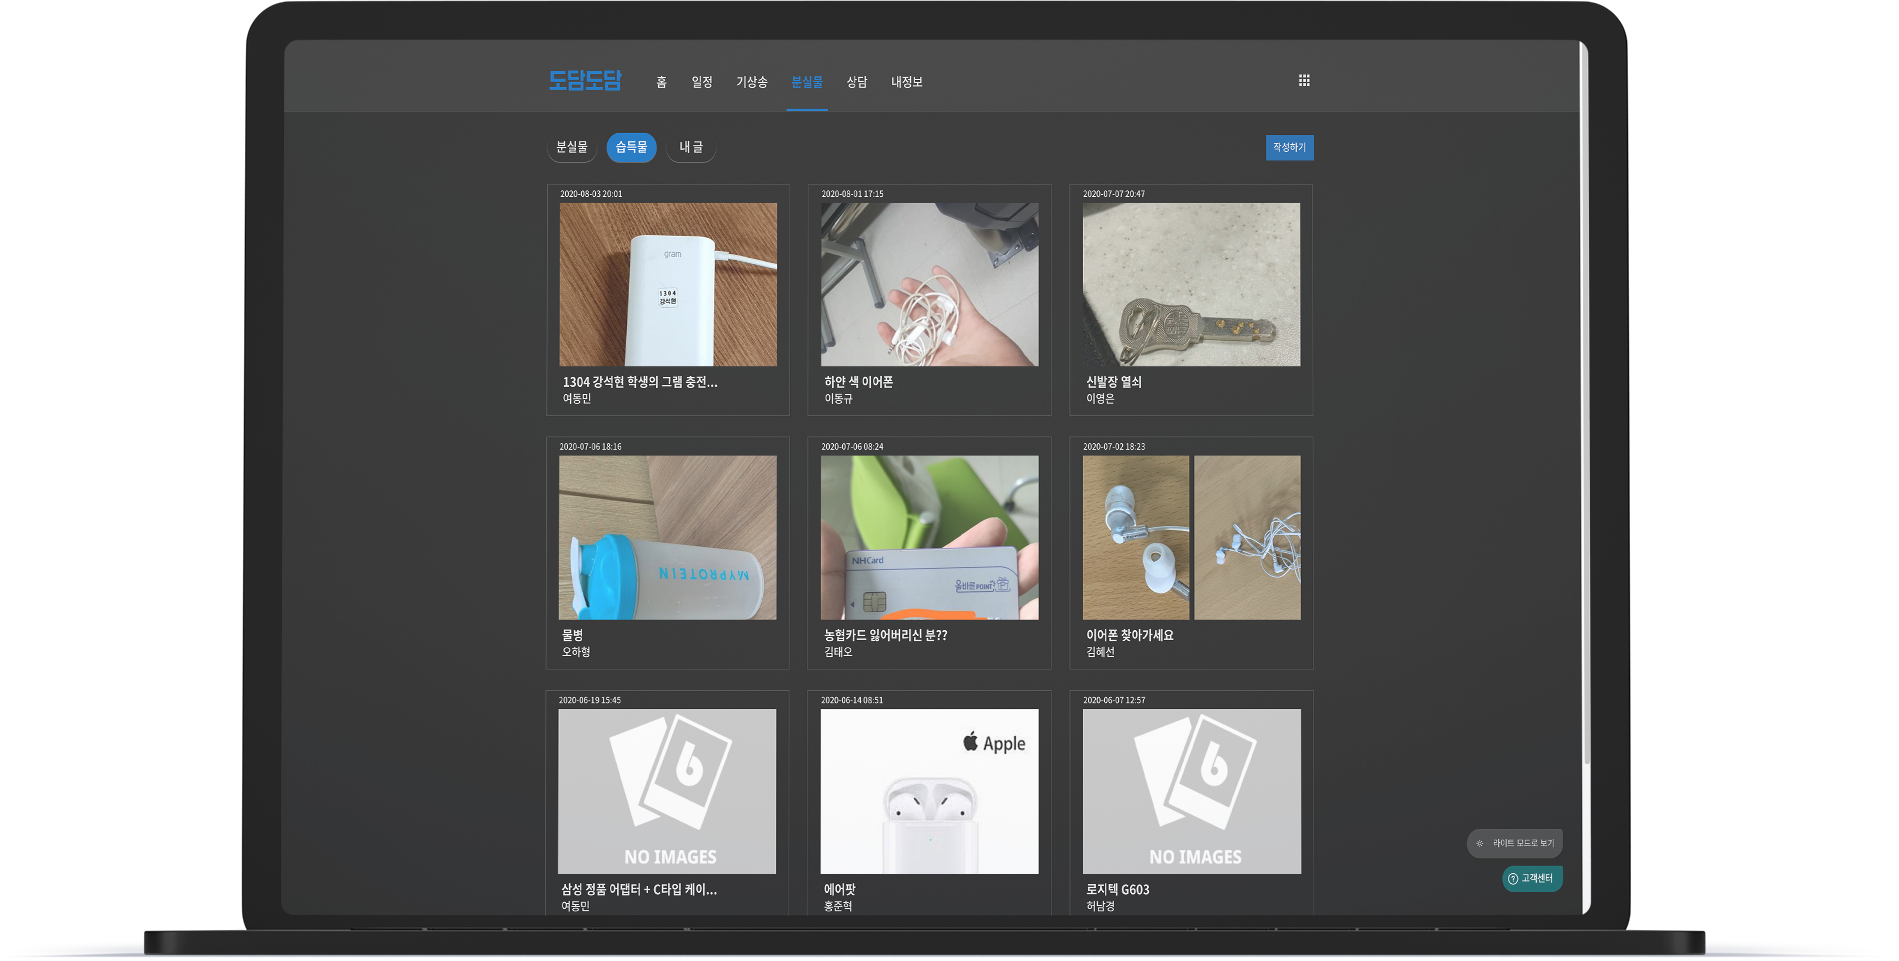 도담도담
홈
일정
기상송
분실물
상담
내정보
분실물
습득물
내 글
작성하기
2020-08-03 20:01
gram
1304
강석현
1304 강석현 학생의 그램 충전...
여동민
2020-08-01 17:15
하얀 색 이어폰
이동규
2020-07-07 20:47
신발장 열쇠
이영은
2020-07-06 18:16
MYPROTEIN
물병
오하형
2020-07-06 08:24
NH Card
올바른 POINT
농협카드 잃어버리신 분??
김태오
2020-07-02 18:23
이어폰 찾아가세요
김혜선
2020-06-19 15:45
NO IMAGES
삼성 정품 어댑터 + C타입 케이...
여동민
2020-06-14 08:51
Apple
에어팟
홍준혁
2020-06-07 12:57
NO IMAGES
로지텍 G603
허남경
라이트 모드로 보기
고객센터